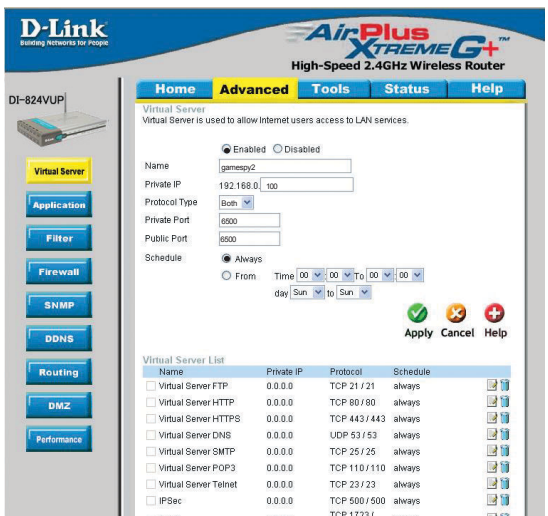 D-Link
Building Networks for People
AirPlus
XTREME G+™
High-Speed 2.4GHz Wireless Router
DI-824VUP
Virtual Server
Application
Filter
Firewall
SNMP
DDNS
Routing
DMZ
Performance
Home Advanced Tools Status Help
Virtual Server
Virtual Server is used to allow Internet users access to LAN services.
Enabled Disabled
Name gamespy2
Private IP 192.168.0. 100
Protocol Type Both
Private Port 6500
Public Port 6500
Schedule Always
From Time 00 : 00 To 00 : 00
day Sun to Sun
Apply Cancel Help
Virtual Server List
Name Private IP Protocol Schedule
Virtual Server FTP 0.0.0.0 TCP 21 / 21 always
Virtual Server HTTP 0.0.0.0 TCP 80 / 80 always
Virtual Server HTTPS 0.0.0.0 TCP 443 / 443 always
Virtual Server DNS 0.0.0.0 UDP 53 / 53 always
Virtual Server SMTP 0.0.0.0 TCP 25 / 25 always
Virtual Server POP3 0.0.0.0 TCP 110 / 110 always
Virtual Server Telnet 0.0.0.0 TCP 23 / 23 always
IPSec 0.0.0.0 TCP 500 / 500 always
TCP 1723 /